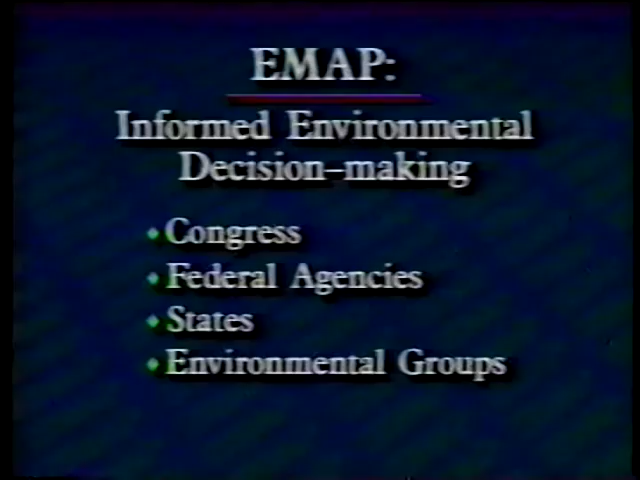 EMAP:
Informed Environmental
Decision-making
• Congress
• Federal Agencies
• States
• Environmental Groups